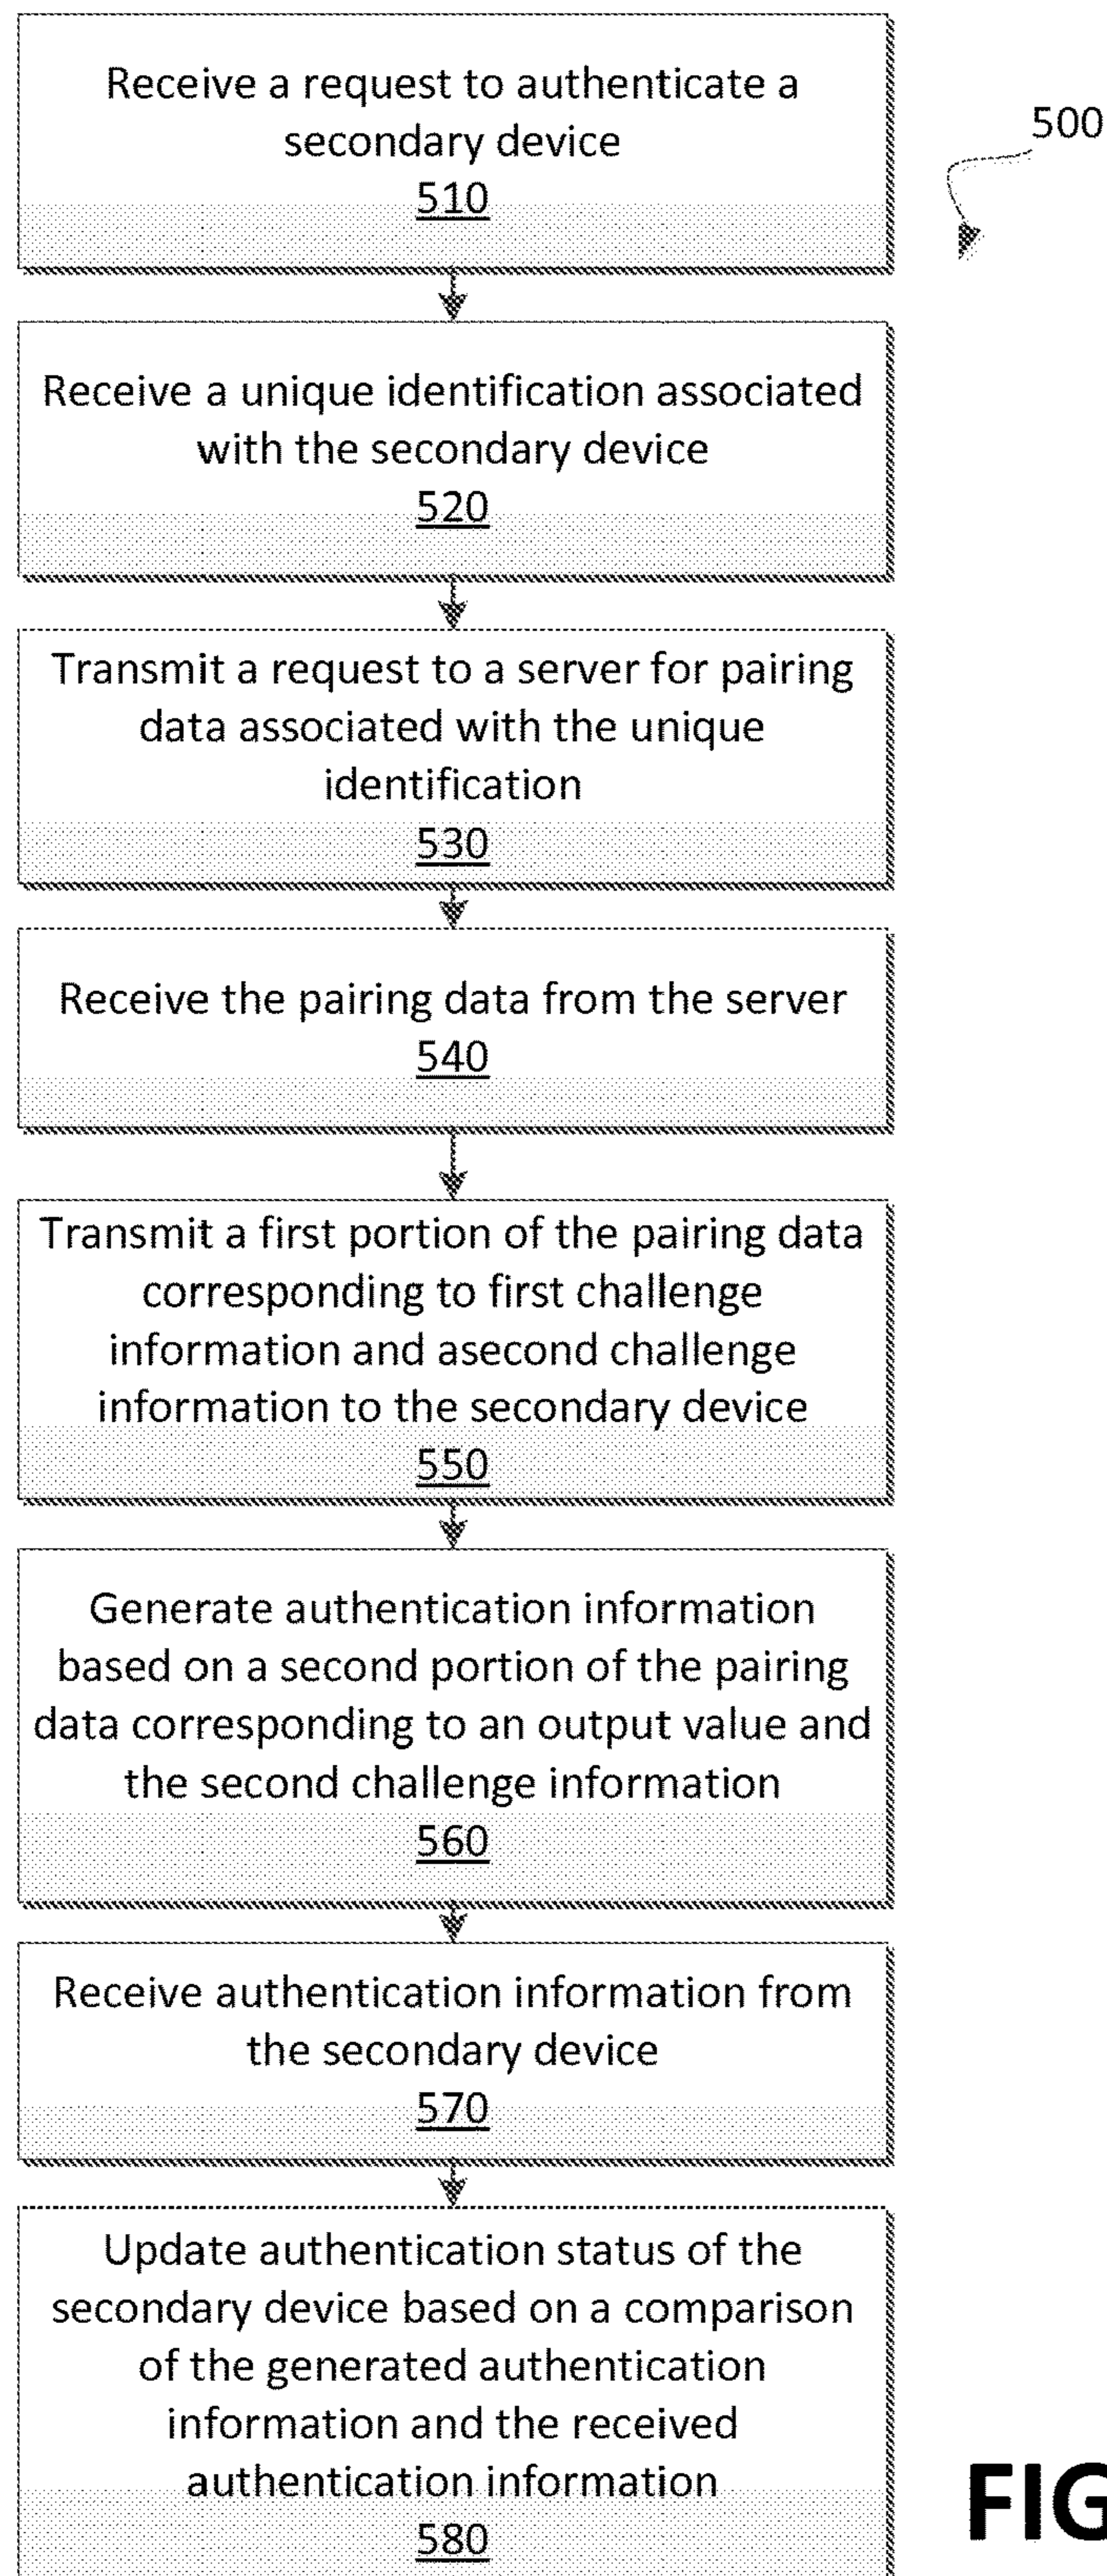 Receive a request to authenticate a
secondary device
510
500
Receive a unique identification associated
with the secondary device
520
Transmit a request to a server for pairing
data associated with the unique
identification
530
Receive the pairing data from the server
540
Transmit a first portion of the pairing data
corresponding to first challenge
information and asecond challenge
information to the secondary device
550
Generate authentication information
based on a second portion of the pairing
data corresponding to an output value and
the second challenge information
560
Receive authentication information from
the secondary device
570
Update authentication status of the
secondary device based on a comparison
of the generated authentication
information and the received
authentication information
580
FIG